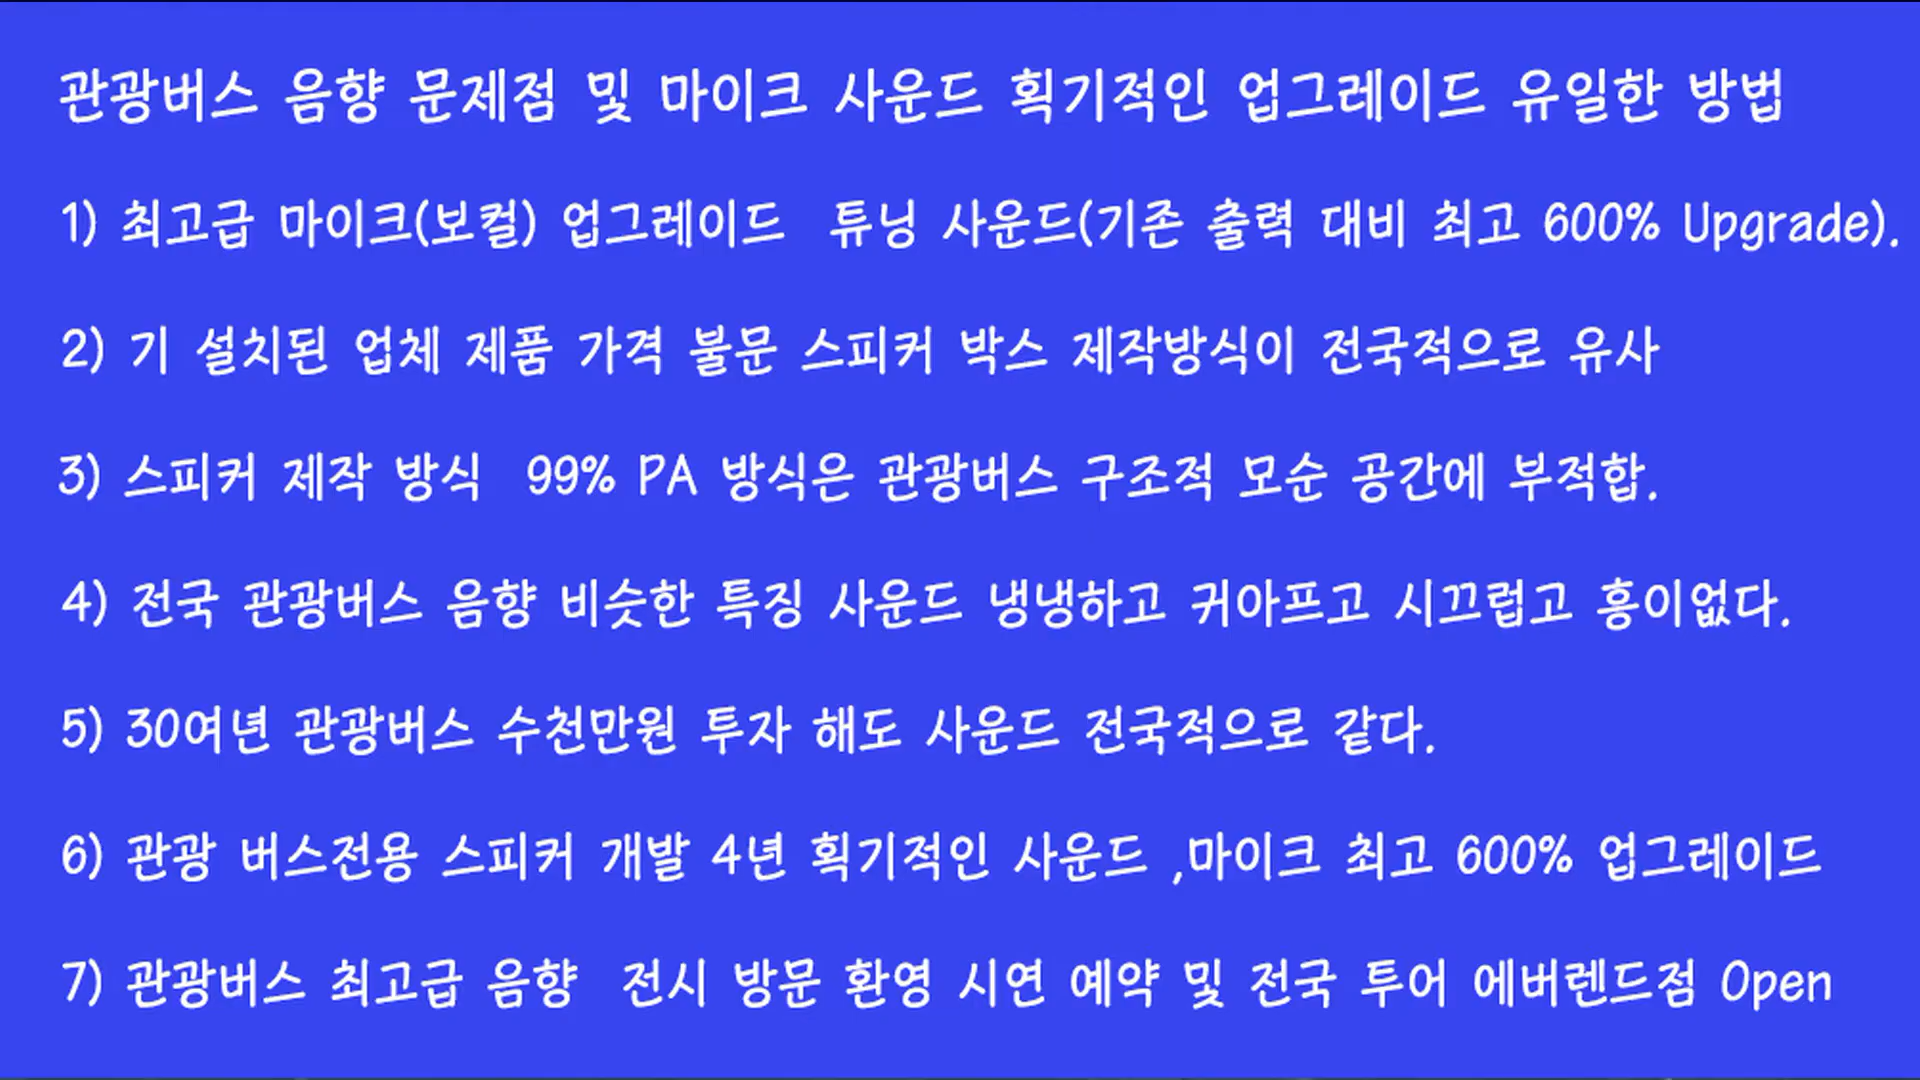 관광버스 음향 문제점 및 마이크 사운드 획기적인 업그레이드 유일한 방법
1) 최고급 마이크(보컬) 업그레이드 튜닝 사운드(기존 출력 대비 최고 600% Upgrade).
2) 기 설치된 업체 제품 가격 불문 스피커 박스 제작방식이 전국적으로 유사
3) 스피커 제작 방식 99% PA 방식은 관광버스 구조적 모순 공간에 부적합.
4) 전국 관광버스 음향 비슷한 특징 사운드 냉냉하고 귀아프고 시끄럽고 흥이없다.
5) 30여년 관광버스 수천만원 투자 해도 사운드 전국적으로 같다.
6) 관광 버스전용 스피커 개발 4년 획기적인 사운드 ,마이크 최고 600% 업그레이드
7) 관광버스 최고급 음향 전시 방문 환영 시연 예약 및 전국 투어 에버렌드점 Open